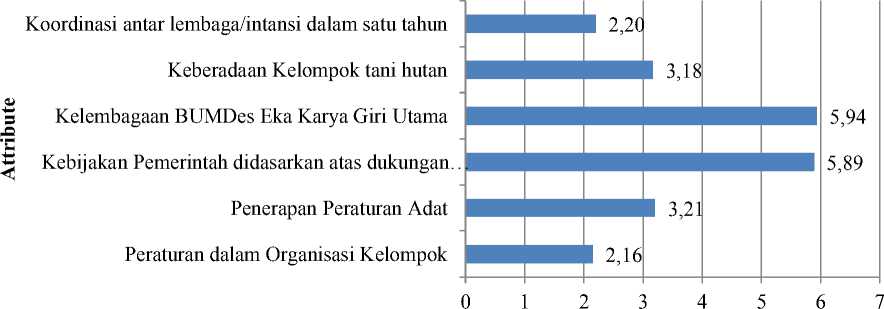 Attribute
Koordinasi antar lembaga/intansi dalam satu tahun 2,20
Keberadaan Kelompok tani hutan 3,18
Kelembagaan BUMDes Eka Karya Giri Utama 5,94
Kebijakan Pemerintah didasarkan atas dukungan… 5,89
Penerapan Peraturan Adat 3,21
Peraturan dalam Organisasi Kelompok 2,16
0 1 2 3 4 5 6 7